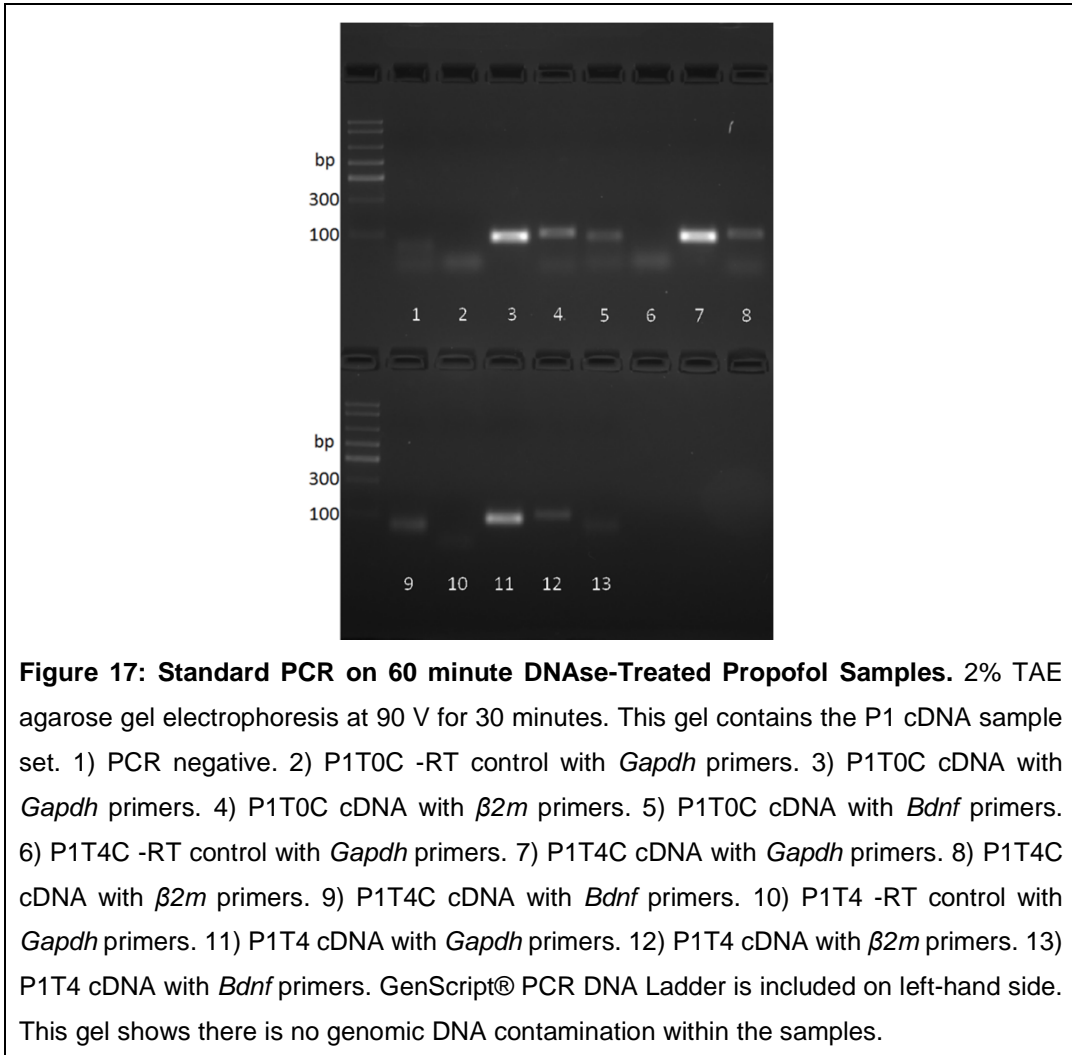 bp
300
100
1 2 3 4 5 6 7 8
bp
300
100
9 10 11 12 13
Figure 17: Standard PCR on 60 minute DNAse-Treated Propofol Samples. 2% TAE
agarose gel electrophoresis at 90 V for 30 minutes. This gel contains the P1 cDNA sample
set. 1) PCR negative. 2) P1T0C -RT control with Gapdh primers. 3) P1T0C cDNA with
Gapdh primers. 4) P1T0C cDNA with β2m primers. 5) P1T0C cDNA with Bdnf primers.
6) P1T4C -RT control with Gapdh primers. 7) P1T4C cDNA with Gapdh primers. 8) P1T4C
cDNA with β2m primers. 9) P1T4C cDNA with Bdnf primers. 10) P1T4 -RT control with
Gapdh primers. 11) P1T4 cDNA with Gapdh primers. 12) P1T4 cDNA with β2m primers. 13)
P1T4 cDNA with Bdnf primers. GenScript® PCR DNA Ladder is included on left-hand side.
This gel shows there is no genomic DNA contamination within the samples.